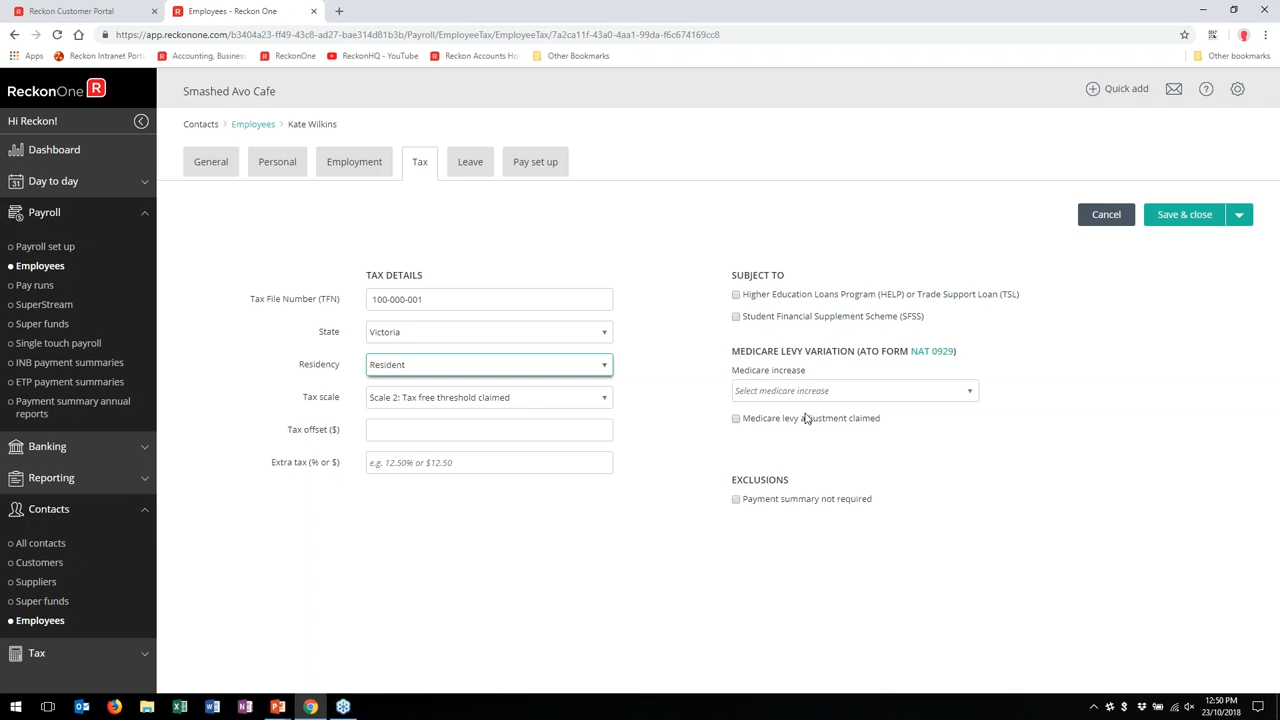 Reckon Customer Portal
Employees - Reckon One
https://app.reckonone.com/b3404a23-ff49-43c8-ad27-bae314d81b3b/Payroll/EmployeeTax/EmployeeTax/7a2ca11f-43a0-4aa1-99da-f6c674169cc8
Apps
Reckon Intranet Porta
Accounting, Business
ReckonOne
ReckonHQ - YouTube
Reckon Accounts Hos
Other Bookmarks
Other bookmarks
ReckonOne R
Smashed Avo Cafe
Quick add
Hi Reckon!
Contacts > Employees > Kate Wilkins
Dashboard
Day to day
Payroll
Payroll set up
Employees
Pay runs
SuperStream
Super funds
Single touch payroll
INB payment summaries
ETP payment summaries
Payment summary annual
reports
Banking
Reporting
Contacts
All contacts
Customers
Suppliers
Super funds
Employees
Tax
General
Personal
Employment
Tax
Leave
Pay set up
Cancel
Save & close
TAX DETAILS
Tax File Number (TFN) 100-000-001
State Victoria
Residency Resident
Tax scale Scale 2: Tax free threshold claimed
Tax offset ($)
Extra tax (% or $) e.g. 12.50% or $12.50
SUBJECT TO
Higher Education Loans Program (HELP) or Trade Support Loan (TSL)
Student Financial Supplement Scheme (SFSS)
MEDICARE LEVY VARIATION (ATO FORM NAT 0929)
Medicare increase
Select medicare increase
Medicare levy adjustment claimed
EXCLUSIONS
Payment summary not required
12:50 PM
23/10/2018